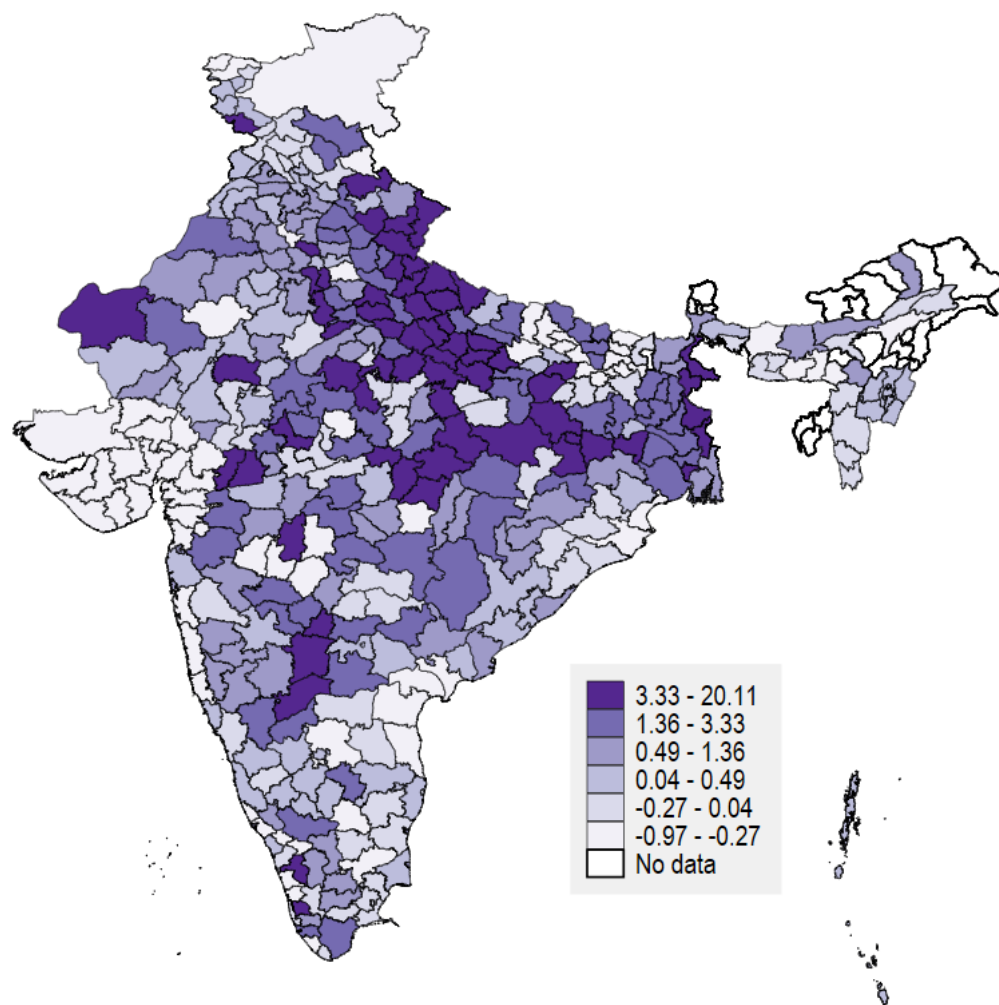 3.33 - 20.11
1.36 - 3.33
0.49 - 1.36
0.04 - 0.49
-0.27 - 0.04
-0.97 - -0.27
No data